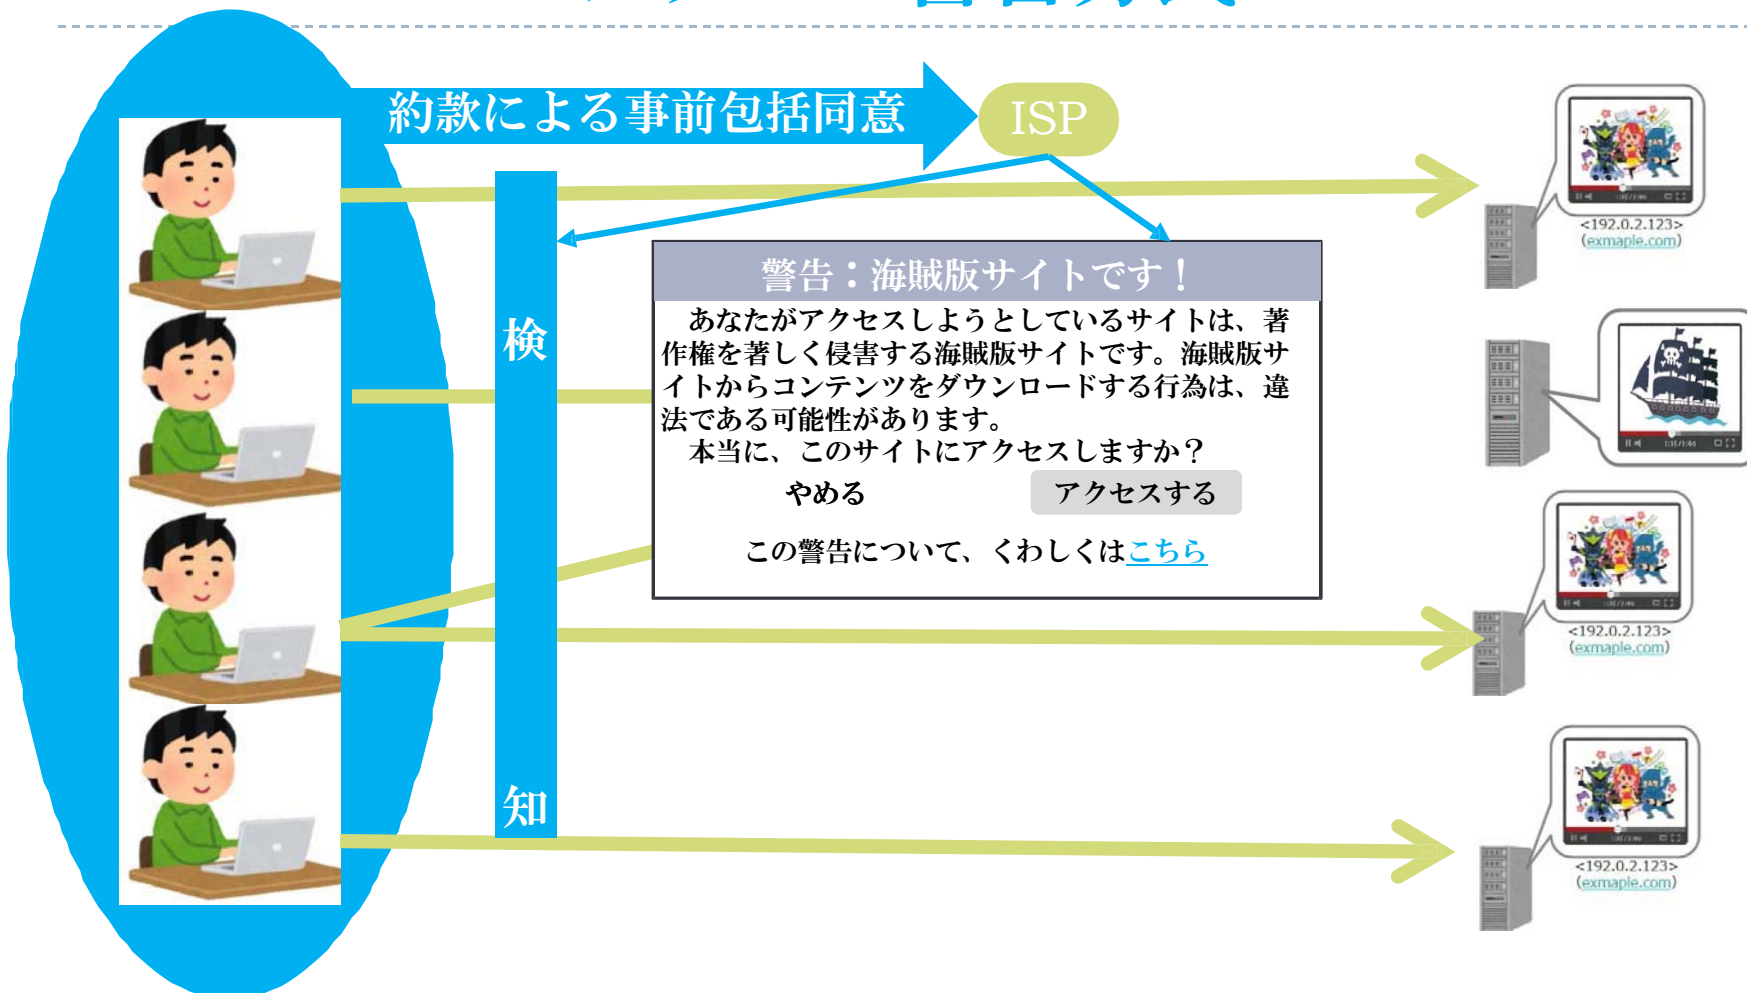 約款による事前包括同意
ISP
検
知
警告：海賊版サイトです！
あなたがアクセスしようとしているサイトは、著
作権を著しく侵害する海賊版サイトです。海賊版サ
イトからコンテンツをダウンロードする行為は、違
法である可能性があります。
本当に、このサイトにアクセスしますか？
やめる
アクセスする
この警告について、くわしくはこちら
<192.0.2.123>
(exmaple.com)
<192.0.2.123>
(exmaple.com)
<192.0.2.123>
(exmaple.com)